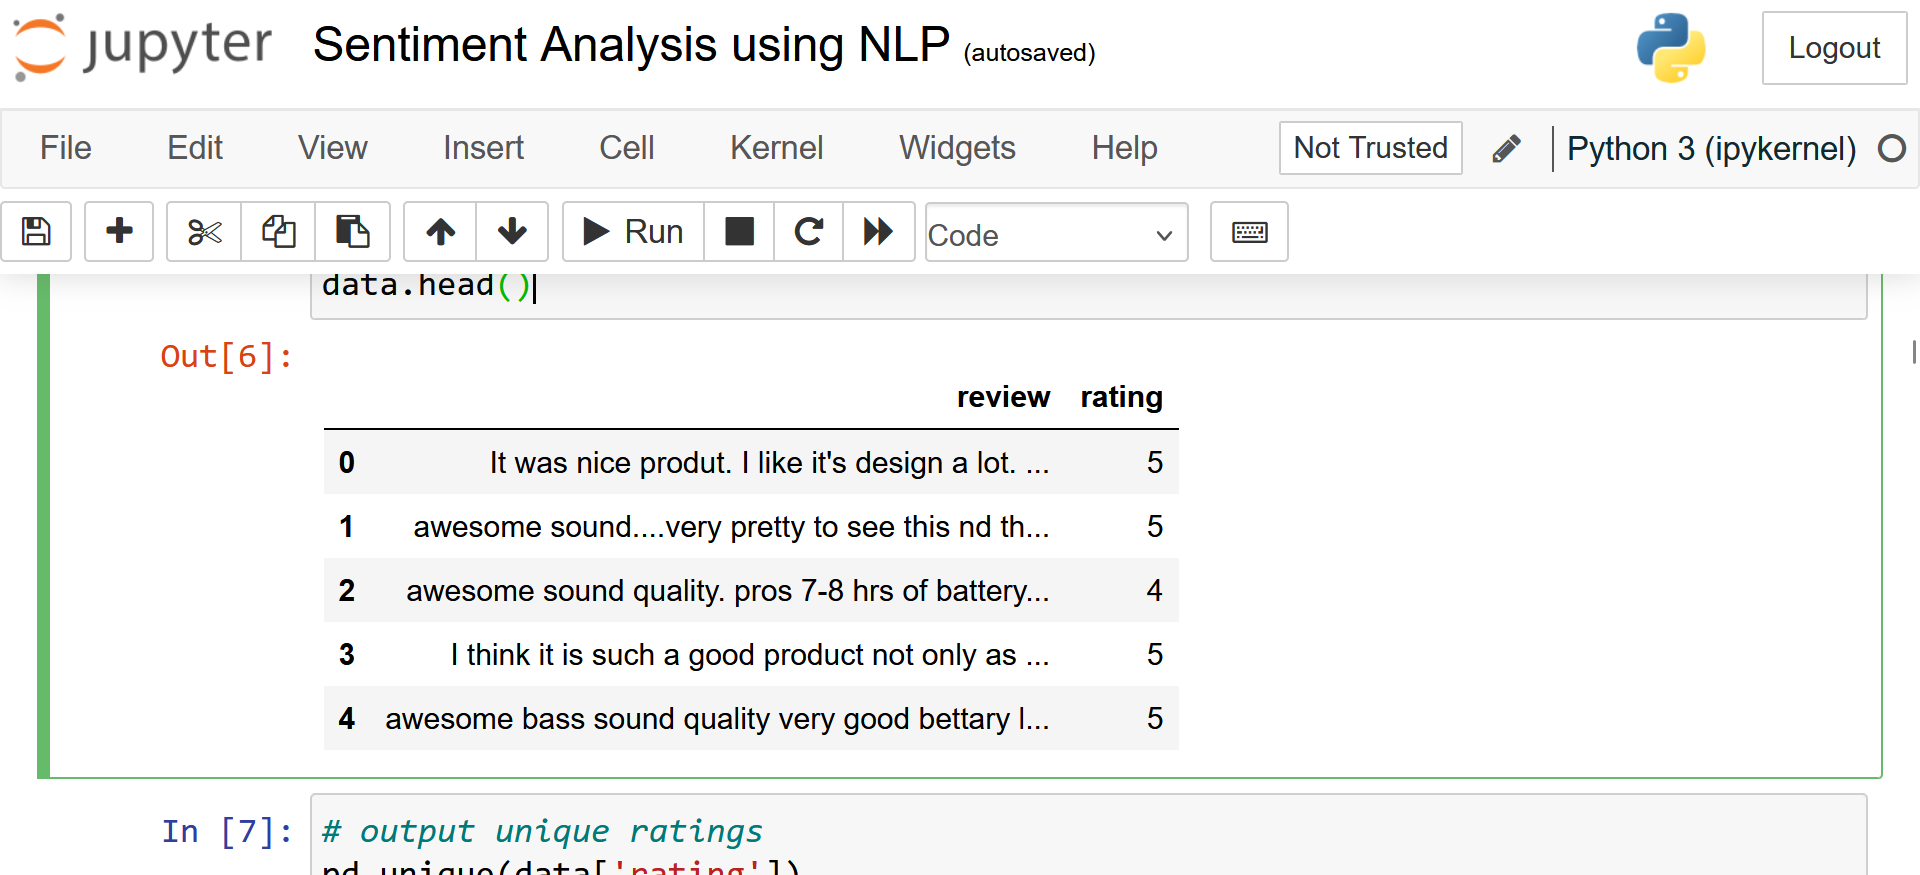 jupyter Sentiment Analysis using NLP (autosaved) Logout
File Edit View Insert Cell Kernel Widgets Help Not Trusted Python 3 (ipykernel)
Run Code
data.head()
Out[6]:
review rating
0 It was nice produt. I like it's design a lot. ... 5
1 awesome sound....very pretty to see this nd th... 5
2 awesome sound quality. pros 7-8 hrs of battery... 4
3 I think it is such a good product not only as ... 5
4 awesome bass sound quality very good bettary l... 5
In [7]: # output unique ratings
pd.unique(data['rating'])